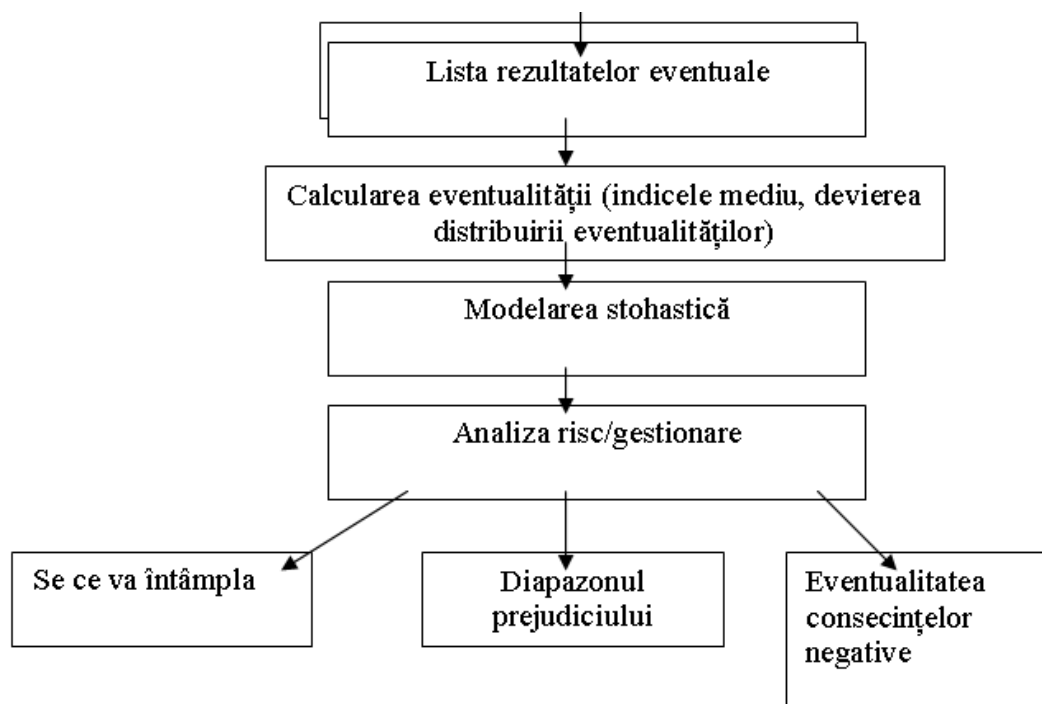 Lista rezultatelor eventuale
Calcularea eventualității (indicele mediu, devierea
distribuirii eventualităților)
Modelarea stohastică
Analiza risc/gestionare
Se ce va întâmpla
Diapazonul
prejudiciului
Eventualitatea
consecințelor
negative